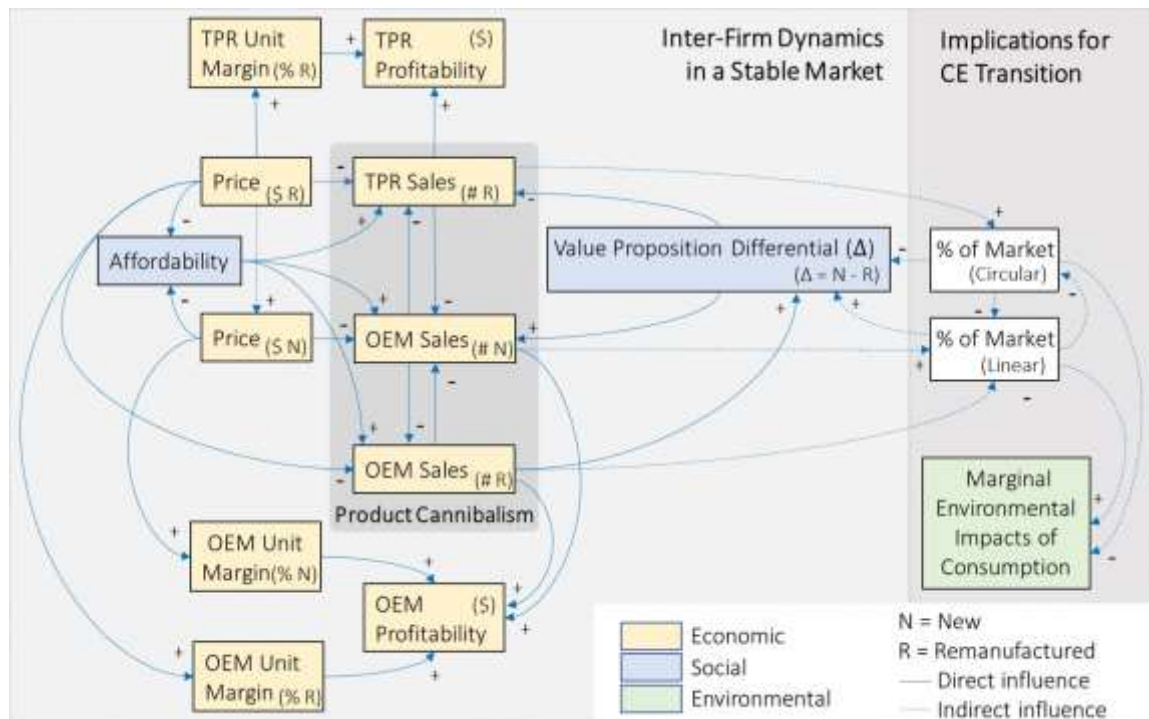 TPR Unit
Margin (% R)
TPR ($)
Profitability
Inter-Firm Dynamics
in a Stable Market
Implications for
CE Transition
Price ($ R)
TPR Sales (# R)
Affordability
Value Proposition Differential (Δ)
(Δ = N - R)
% of Market
(Circular)
Price ($ N)
OEM Sales (# N)
% of Market
(Linear)
OEM Sales (# R)
Product Cannibalism
Marginal
Environmental
Impacts of
Consumption
OEM Unit
Margin (% N)
OEM ($)
Profitability
OEM Unit
Margin (% R)
Economic
Social
Environmental
N = New
R = Remanufactured
Direct influence
Indirect influence